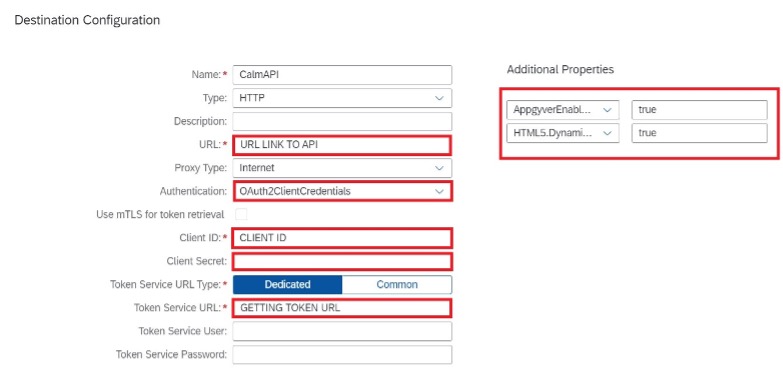 Destination Configuration
Name:* CalmAPI
Type: HTTP
Description:
URL:* URL LINK TO API
Proxy Type: Internet
Authentication: OAuth2ClientCredentials
Use mTLS for token retrieval
Client ID:* CLIENT ID
Client Secret:
Token Service URL Type:* Dedicated Common
Token Service URL:* GETTING TOKEN URL
Token Service User:
Token Service Password:
Additional Properties
AppgyverEnabl... true
HTML5.Dynami... true